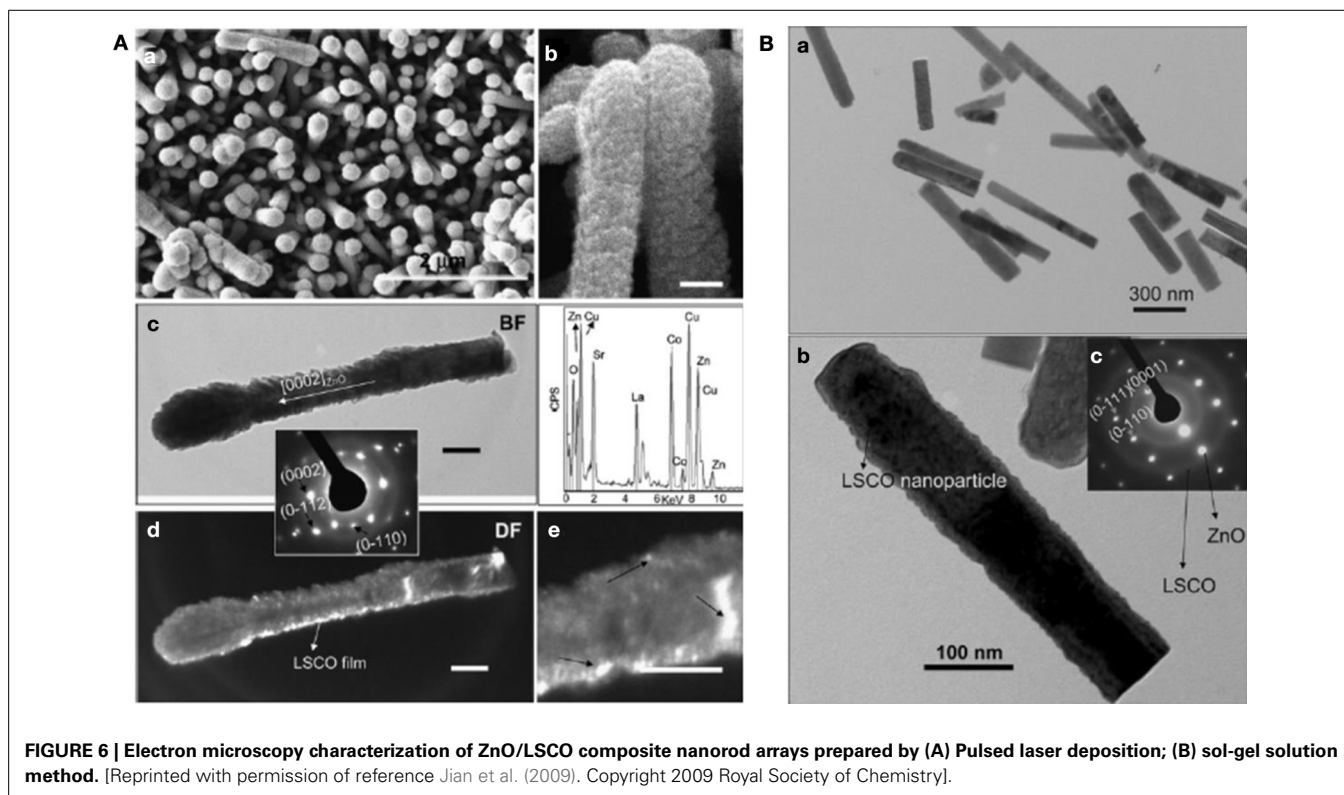 A
a
2 μm
b
c
BF
[0002]ZnO
(0002)
(0-112)
(0-110)
CPS
Zn Cu
O
Sr
La
Co
Co
Cu
Zn
Cu
Zn
0 2 4 6 KeV 8 10
d
DF
LSCO film
e
B
a
300 nm
b
LSCO nanoparticle
100 nm
c
(0-111)(0001)
(0-110)
ZnO
LSCO
FIGURE 6 | Electron microscopy characterization of ZnO/LSCO composite nanorod arrays prepared by (A) Pulsed laser deposition; (B) sol-gel solution
method. [Reprinted with permission of reference Jian et al. (2009). Copyright 2009 Royal Society of Chemistry].